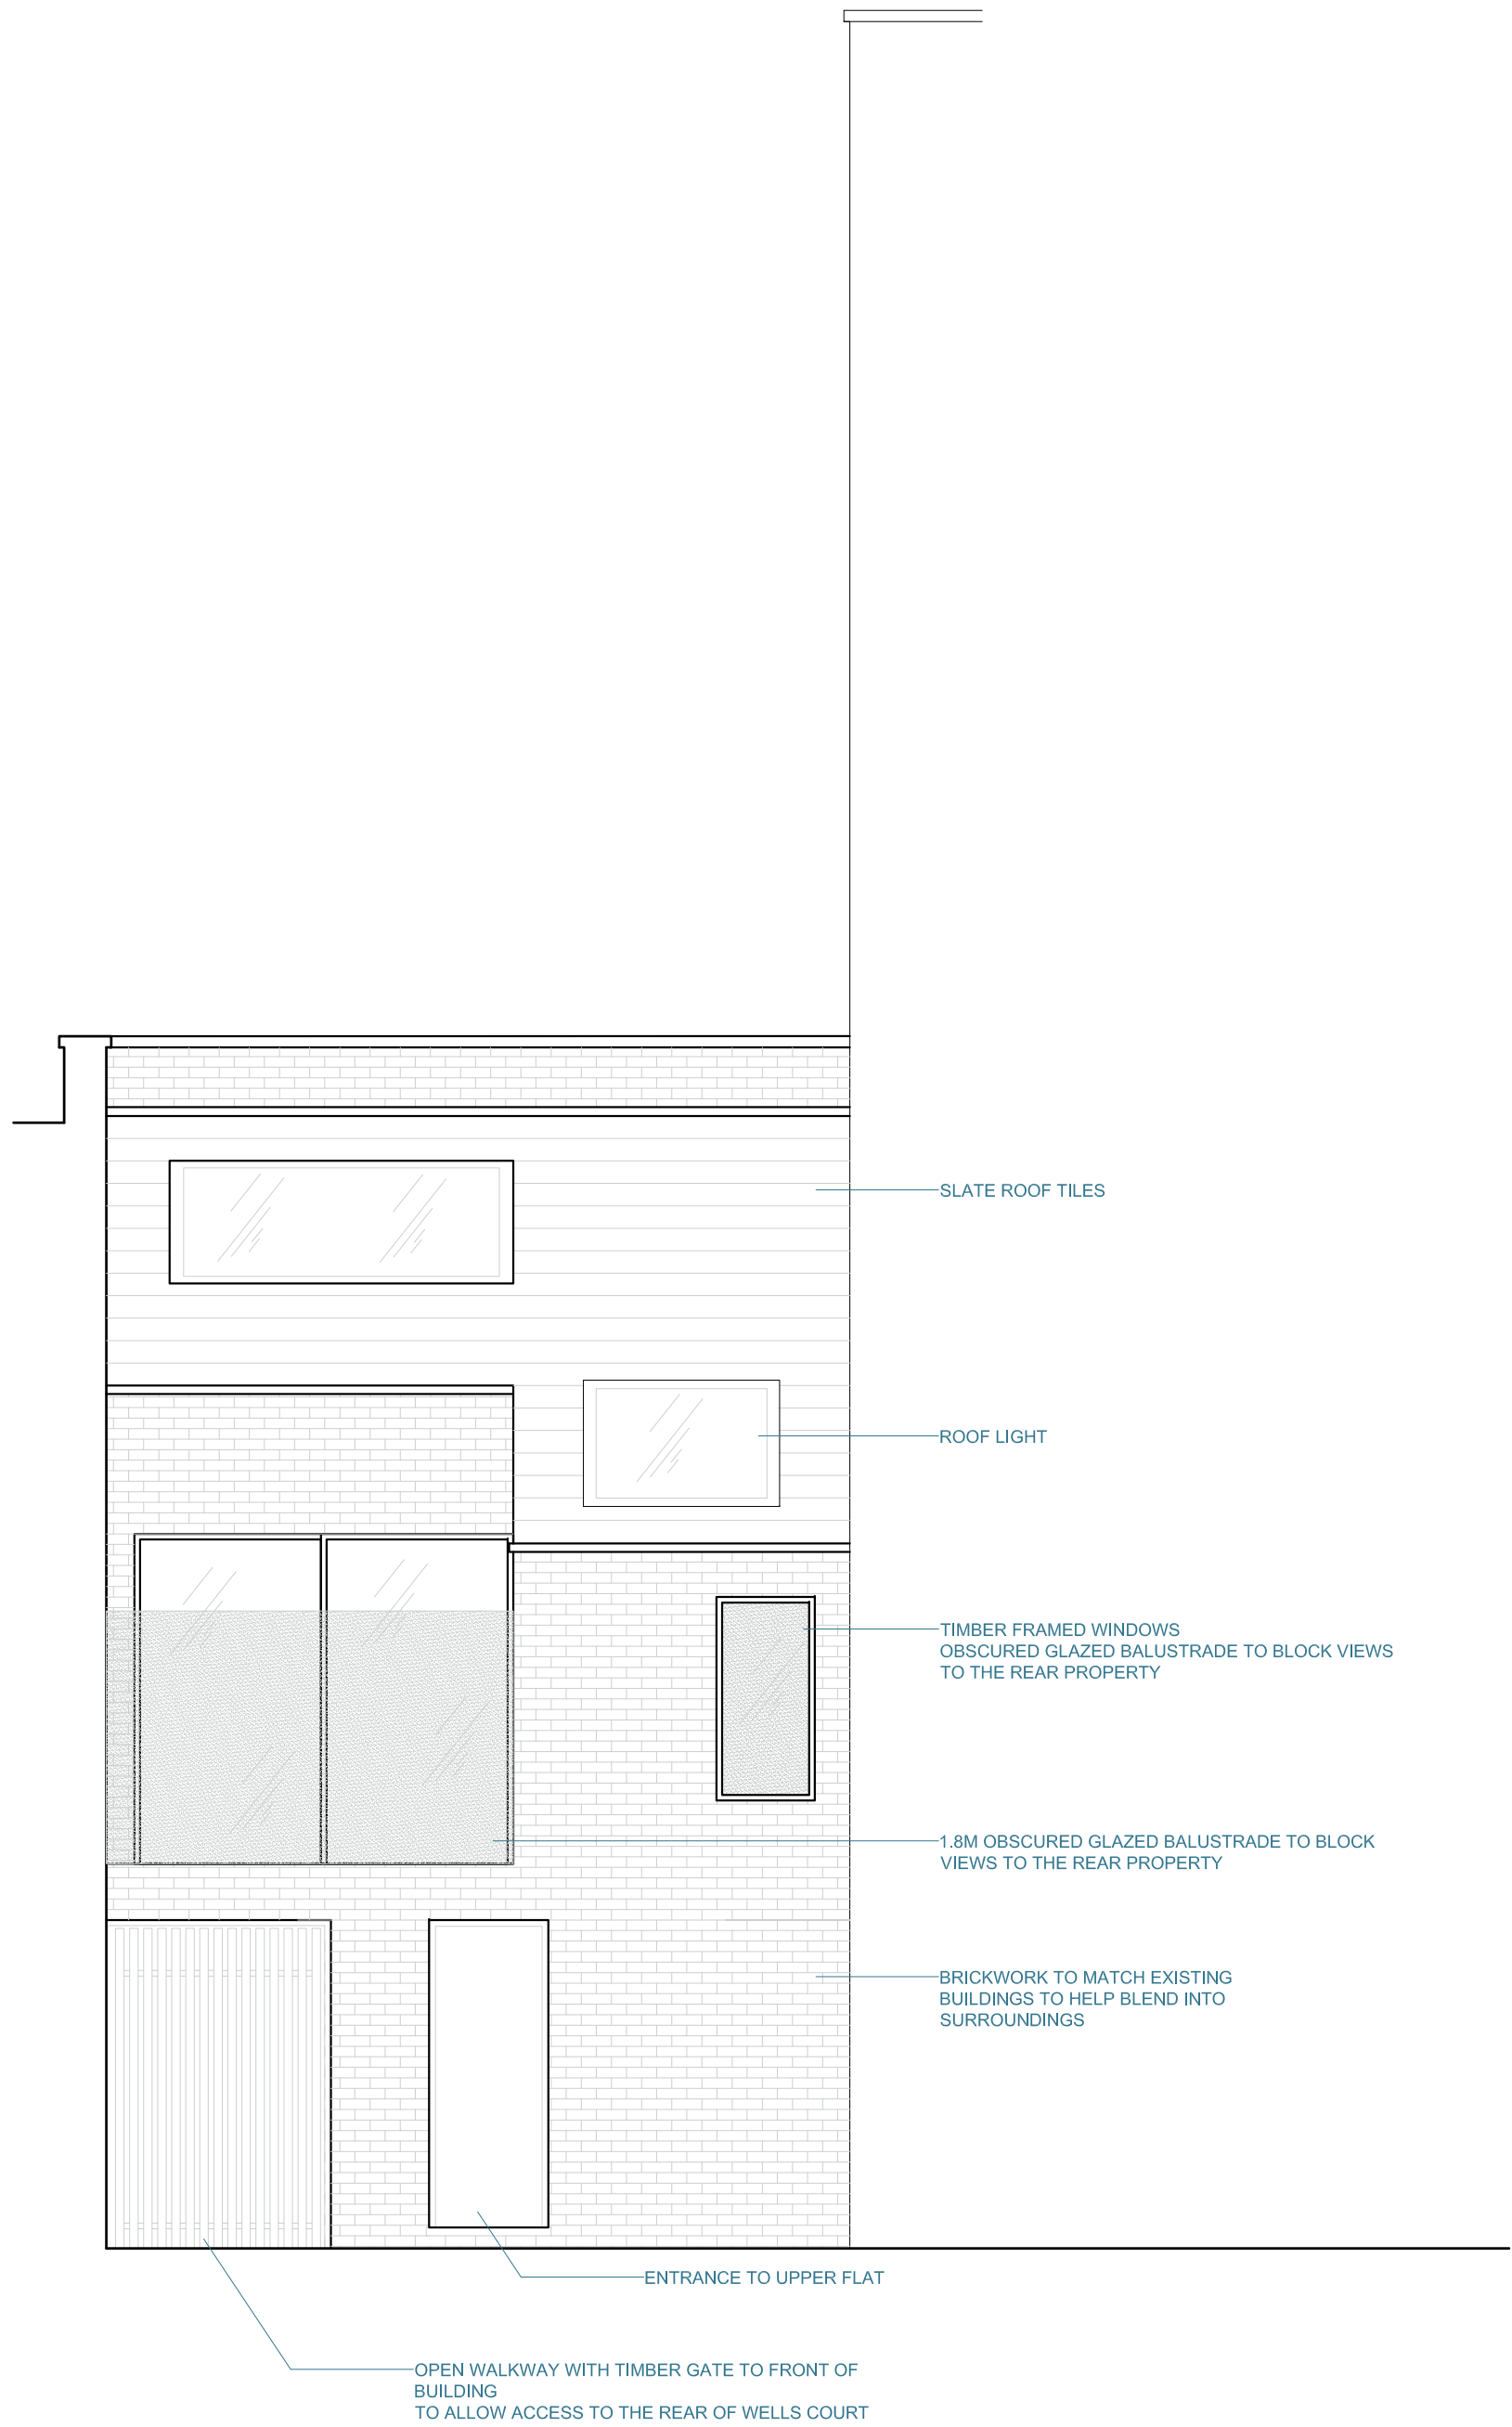 SLATE ROOF TILES
ROOF LIGHT
TIMBER FRAMED WINDOWS
OBSCURED GLAZED BALUSTRADE TO BLOCK VIEWS
TO THE REAR PROPERTY
1.8M OBSCURED GLAZED BALUSTRADE TO BLOCK
VIEWS TO THE REAR PROPERTY
BRICKWORK TO MATCH EXISTING
BUILDINGS TO HELP BLEND INTO
SURROUNDINGS
ENTRANCE TO UPPER FLAT
OPEN WALKWAY WITH TIMBER GATE TO FRONT OF
BUILDING
TO ALLOW ACCESS TO THE REAR OF WELLS COURT